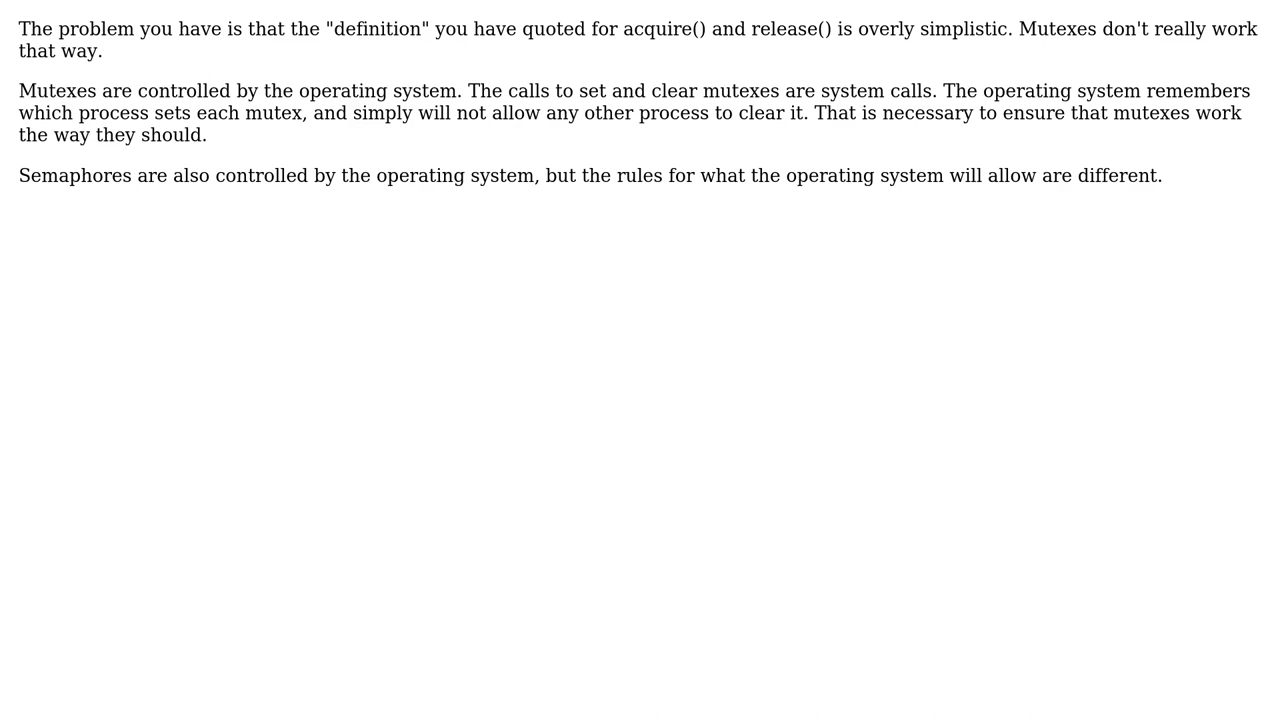 The problem you have is that the "definition" you have quoted for acquire() and release() is overly simplistic. Mutexes don't really work
that way.
Mutexes are controlled by the operating system. The calls to set and clear mutexes are system calls. The operating system remembers
which process sets each mutex, and simply will not allow any other process to clear it. That is necessary to ensure that mutexes work
the way they should.
Semaphores are also controlled by the operating system, but the rules for what the operating system will allow are different.